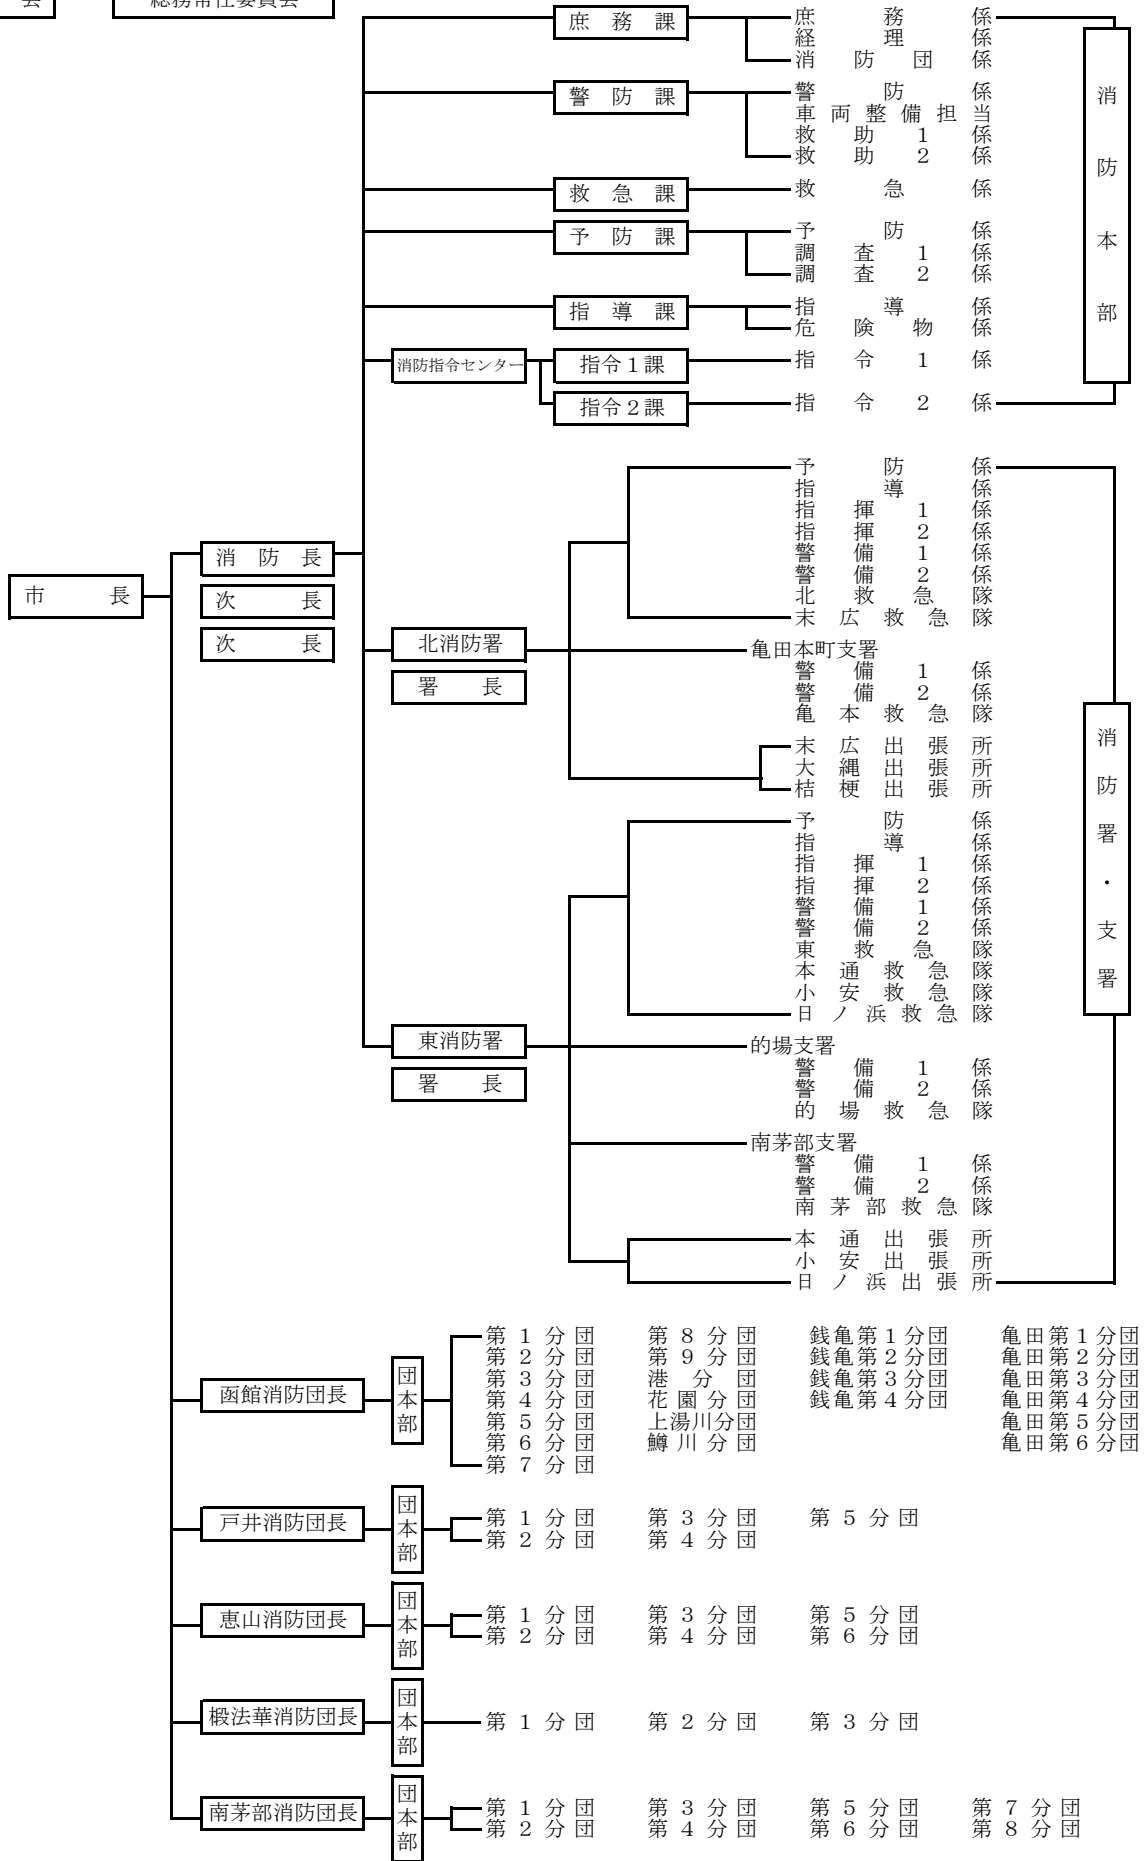 会 総務常任委員会
庶務課 庶務係
経理係
消防団係
警防課 警防係
車両整備担当
救助1係
救助2係
救急課 救急係
予防課 予防係
調査1係
調査2係
指導課 指導係
危険物係
消防指令センター 指令1課 指令1係
指令2課 指令2係
消防本部
市長
消防長
次長
次長
北消防署
署長
予防係
指導係
指揮1係
指揮2係
警備1係
警備2係
北救急隊
末広救急隊
亀田本町支署
警備1係
警備2係
亀本救急隊
末広出張所
大縄出張所
桔梗出張所
東消防署
署長
予防係
指導係
指揮1係
指揮2係
警備1係
警備2係
東救急隊
本通救急隊
小安救急隊
日ノ浜救急隊
的場支署
警備1係
警備2係
的場救急隊
南茅部支署
警備1係
警備2係
南茅部救急隊
本通出張所
小安出張所
日ノ浜出張所
消防署・支署
函館消防団長 団本部
第1分団 第8分団 銭亀第1分団 亀田第1分団
第2分団 第9分団 銭亀第2分団 亀田第2分団
第3分団 港分団 銭亀第3分団 亀田第3分団
第4分団 花園分団 銭亀第4分団 亀田第4分団
第5分団 上湯川分団 亀田第5分団
第6分団 鱒川分団 亀田第6分団
第7分団
戸井消防団長 団本部
第1分団 第3分団 第5分団
第2分団 第4分団
恵山消防団長 団本部
第1分団 第3分団 第5分団
第2分団 第4分団 第6分団
椴法華消防団長 団本部
第1分団 第2分団 第3分団
南茅部消防団長 団本部
第1分団 第3分団 第5分団 第7分団
第2分団 第4分団 第6分団 第8分団